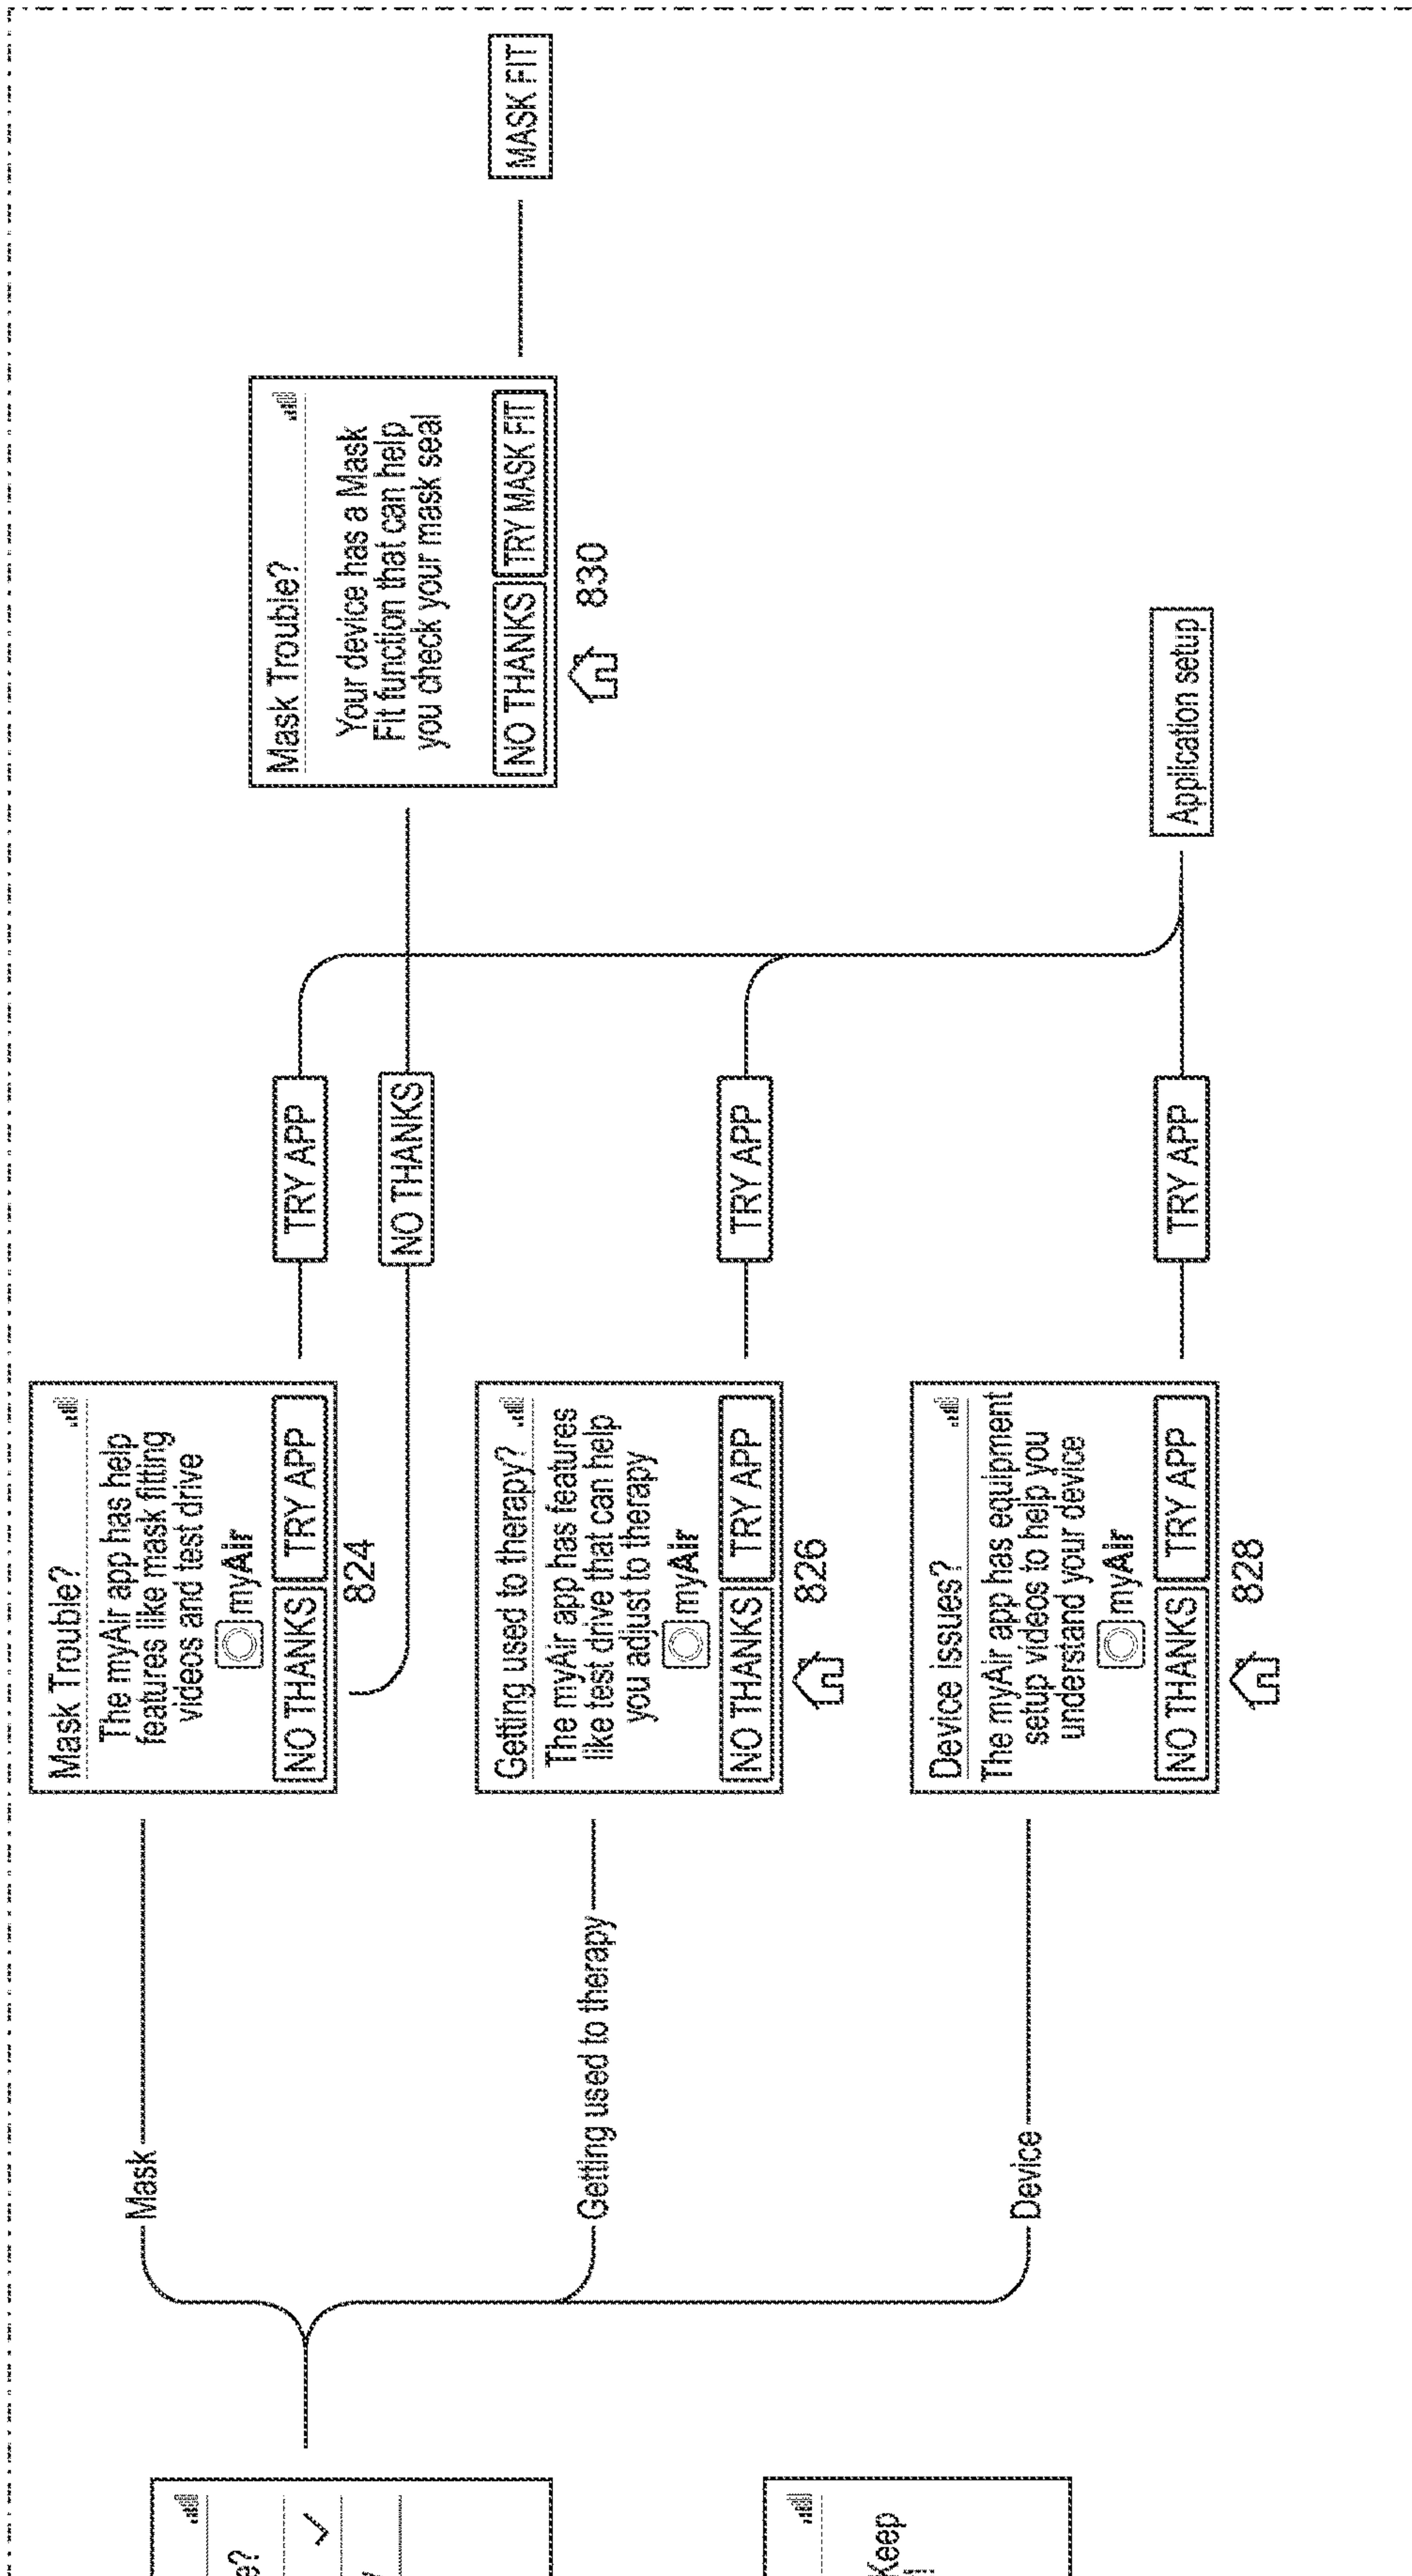 e?
Keep
Mask
Getting used to therapy
Device
Mask Trouble?
The myAir app has help
features like mask fitting
videos and test drive
myAir
NO THANKS TRY APP
824
Getting used to therapy?
The myAir app has features
like test drive that can help
you adjust to therapy
myAir
NO THANKS TRY APP
826
Device issues?
The myAir app has equipment
setup videos to help you
understand your device
myAir
NO THANKS TRY APP
828
TRY APP
NO THANKS
TRY APP
TRY APP
Mask Trouble?
Your device has a Mask
Fit function that can help
you check your mask seal
NO THANKS TRY MASK FIT
830
Application setup
MASK FIT